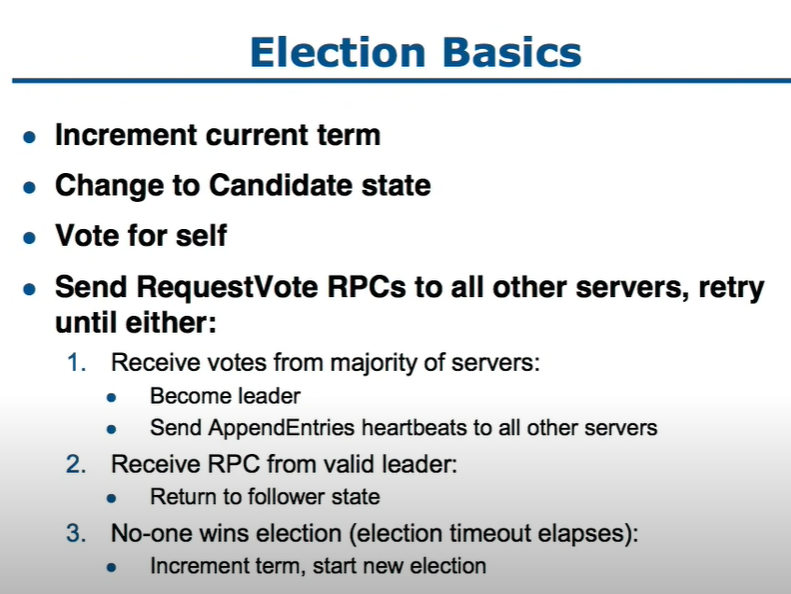 Election Basics
• Increment current term
• Change to Candidate state
• Vote for self
• Send RequestVote RPCs to all other servers, retry
until either:
1. Receive votes from majority of servers:
• Become leader
• Send AppendEntries heartbeats to all other servers
2. Receive RPC from valid leader:
• Return to follower state
3. No-one wins election (election timeout elapses):
• Increment term, start new election